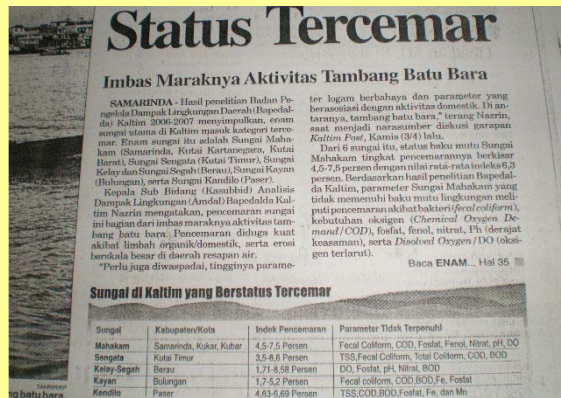 Status Tercemar
Imbas Maraknya Aktivitas Tambang Batu Bara
SAMARINDA - Hasil penelitian Badan Pe-
ngelola Dampak Lingkungan Daerah (Bapedal-
da) Kaltim 2006-2007 menyimpulkan, enam
sungai utama di Kaltim masuk kategori terce-
mar. Enam sungai itu adalah Sungai Maha-
kam (Samarinda, Kutai Kartanegara, Kutai
Barat), Sungai Sengata (Kutai Timur), Sungai
Kelay dan Sungai Segah (Berau), Sungai Kayan
(Bulungan), serta Sungai Kandilo (Paser).
Kepala Sub Bidang (Kasubbid) Analisis
Dampak Lingkungan (Amdal) Bapedalda Kal-
tim Nazrin mengatakan, pencemaran sungai
ini bagian dari imbas maraknya aktivitas tam-
bang batu bara. Pencemaran diduga kuat
akibat limbah organik/domestik, serta erosi
berskala besar di daerah resapan air.
"Perlu juga diwaspadai, tingginya parame-
ter logam berbahaya dan parameter yang
berasosiasi dengan aktivitas domestik. Di an-
taranya, tambang batu bara," terang Nazrin,
saat menjadi narasumber diskusi garapan
Kaltim Post, Kamis (3/4) lalu.
Dari 6 sungai itu, status baku mutu Sungai
Mahakam tingkat pencemarannya berkisar
4,5-7,5 persen dengan nilai rata-rata indeks 6,3
persen. Berdasarkan hasil penelitian Bapedal-
da Kaltim, parameter Sungai Mahakam yang
tidak memenuhi baku mutu lingkungan meli-
puti pencemaran akibat bakteri (fecal coliform),
kebutuhan oksigen (Chemical Oxygen De-
mand/COD), fosfat, fenol, nitrat, Ph (derajat
keasaman), serta Disolved Oxygen/DO (oksi-
gen terlarut).
Baca ENAM... Hal 35
Sungai di Kaltim yang Berstatus Tercemar
Sungai Kabupaten/Kota Indek Pencemaran Parameter Tidak Terpenuhi
Mahakam Samarinda, Kukar, Kubar 4,5-7,5 Persen Fecal Coliform, COD, Fostat, Fenol, Nitrat, pH, DO
Sengata Kutai Timur 3,5-8,6 Persen TSS,Fecal Coliform, Total Coliform, COD, BOD
Kelay-Segah Berau 1,71-8,58 Persen DO, Fostat, pH, Nitrat, BOD
Kayan Bulungan 1,7-5,2 Persen Fecal coliform, COD,BOD,Fe, Fostat
Kendilo Paser 4,63-6,69 Persen TSS,COD,BOD,Fostat, Fe, dan Mn
ng batu bara